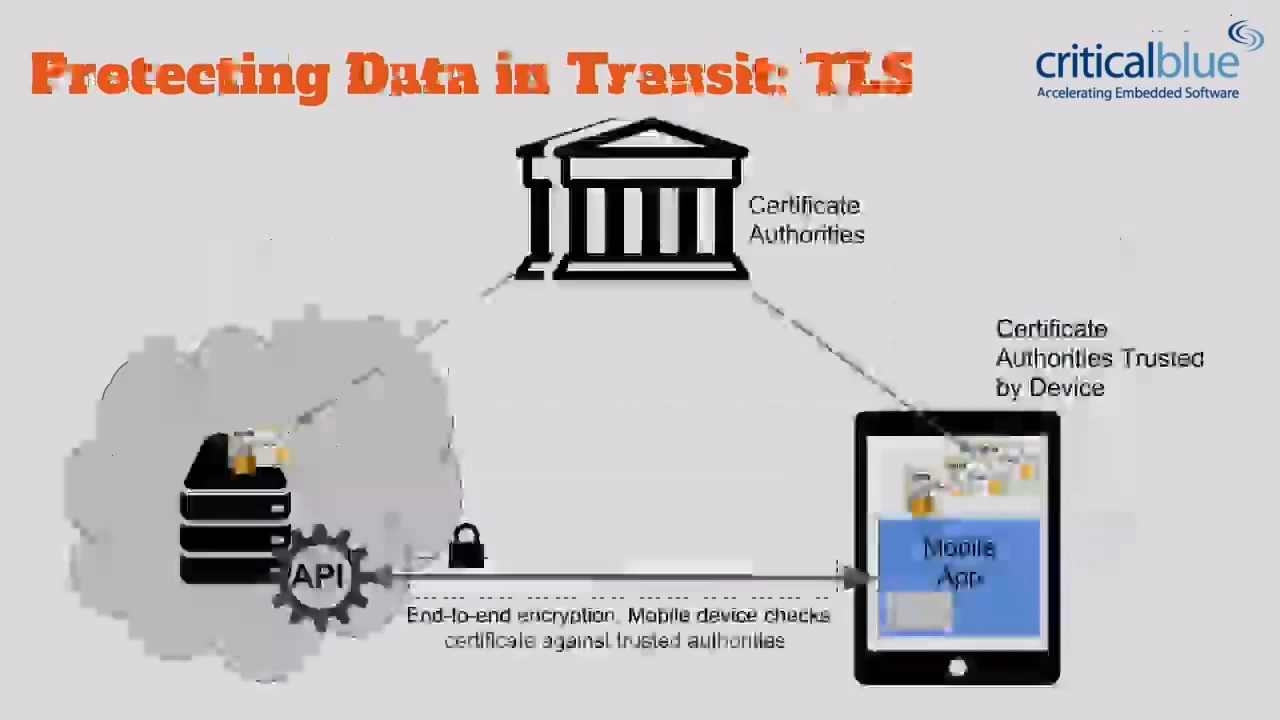 Protecting Data in Transit: TLS
criticalblue
Accelerating Embedded Software
Certificate
Authorities
Certificate
Authorities Trusted
by Device
Mobile
App
API
End-to-end encryption. Mobile device checks
certificate against trusted authorities